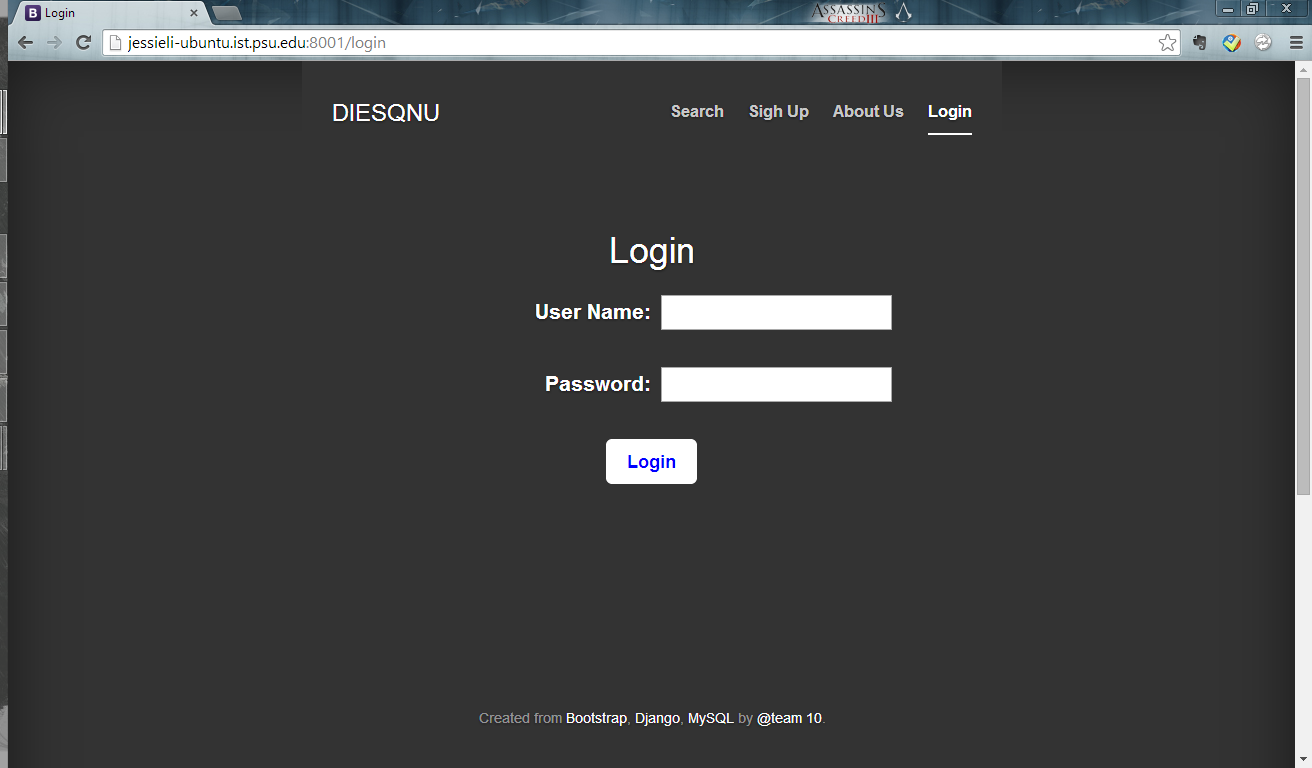 Login
ASSASSINS
CREED III
jessieli-ubuntu.ist.psu.edu:8001/login
DIESQNU Search Sigh Up About Us Login
Login
User Name:
Password:
Login
Created from Bootstrap, Django, MySQL by @team 10.